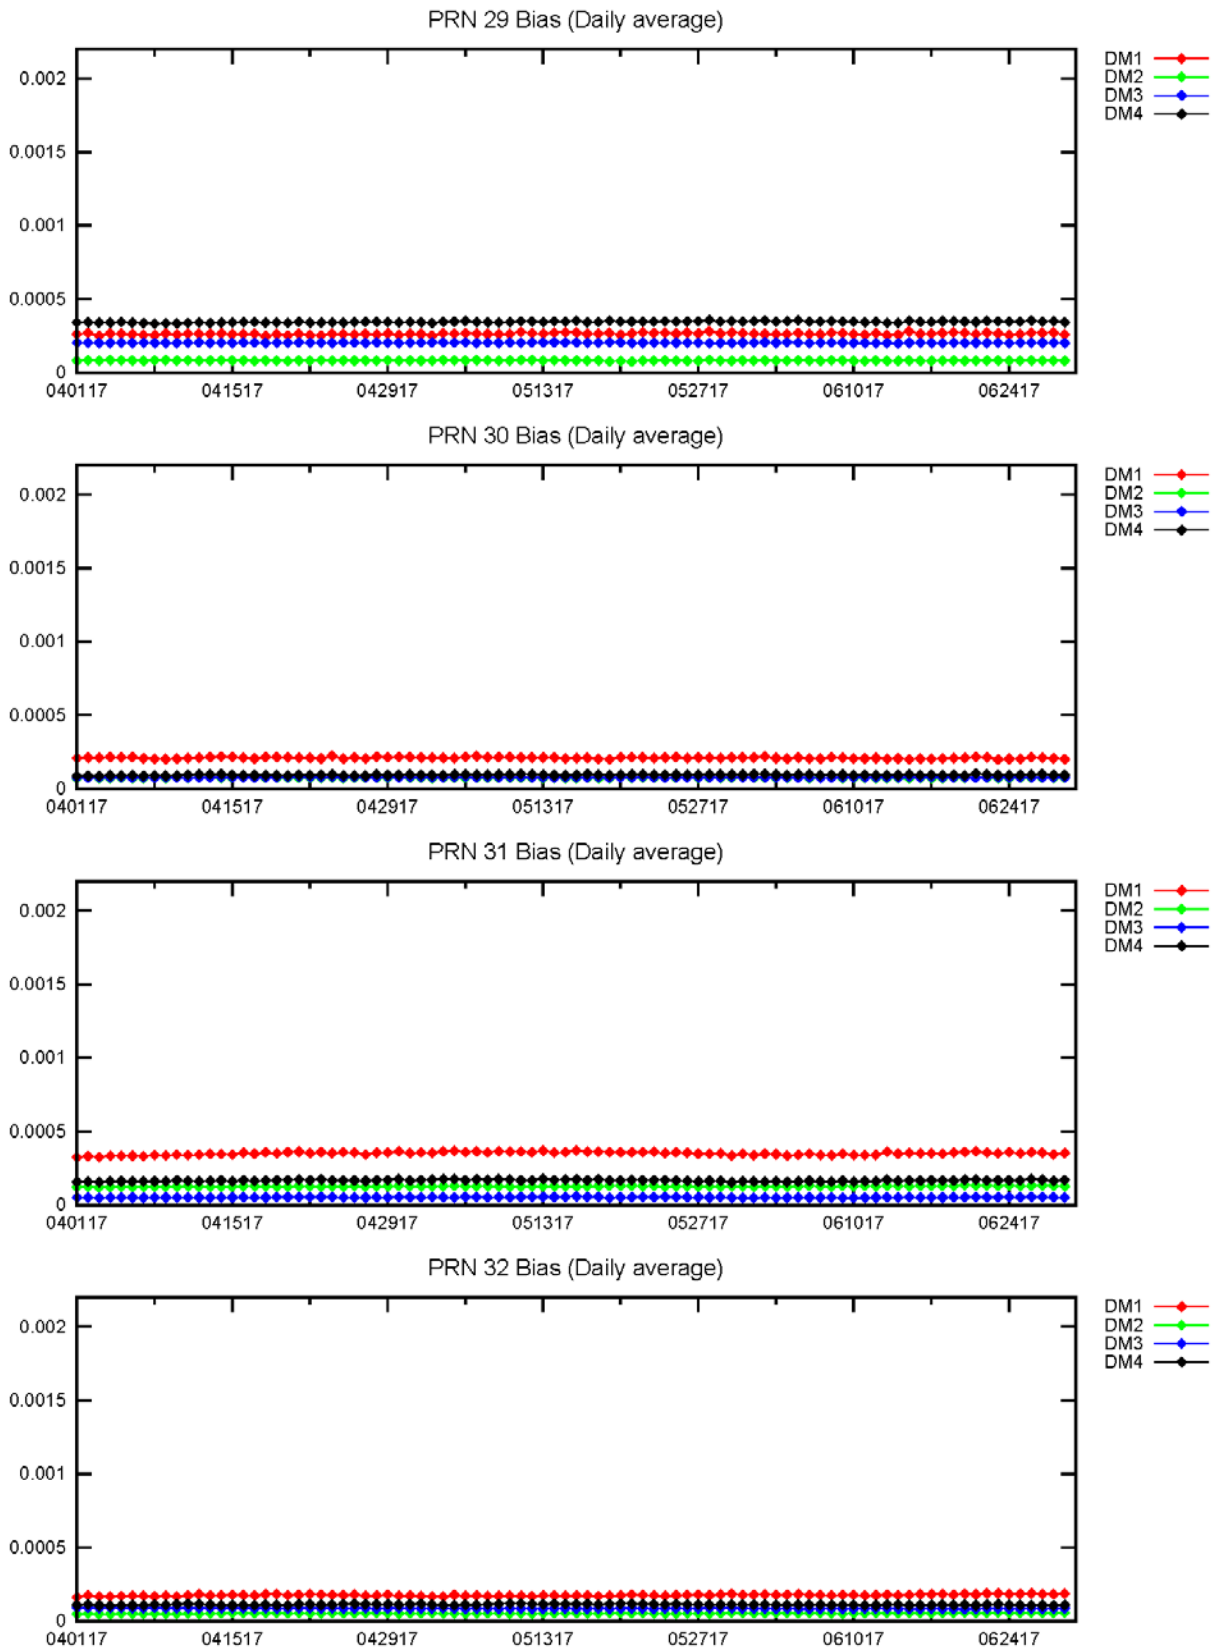 PRN 29 Bias (Daily average)
DM1
DM2
DM3
DM4
0.002
0.0015
0.001
0.0005
0
040117 041517 042917 051317 052717 061017 062417
PRN 30 Bias (Daily average)
DM1
DM2
DM3
DM4
0.002
0.0015
0.001
0.0005
0
040117 041517 042917 051317 052717 061017 062417
PRN 31 Bias (Daily average)
DM1
DM2
DM3
DM4
0.002
0.0015
0.001
0.0005
0
040117 041517 042917 051317 052717 061017 062417
PRN 32 Bias (Daily average)
DM1
DM2
DM3
DM4
0.002
0.0015
0.001
0.0005
0
040117 041517 042917 051317 052717 061017 062417